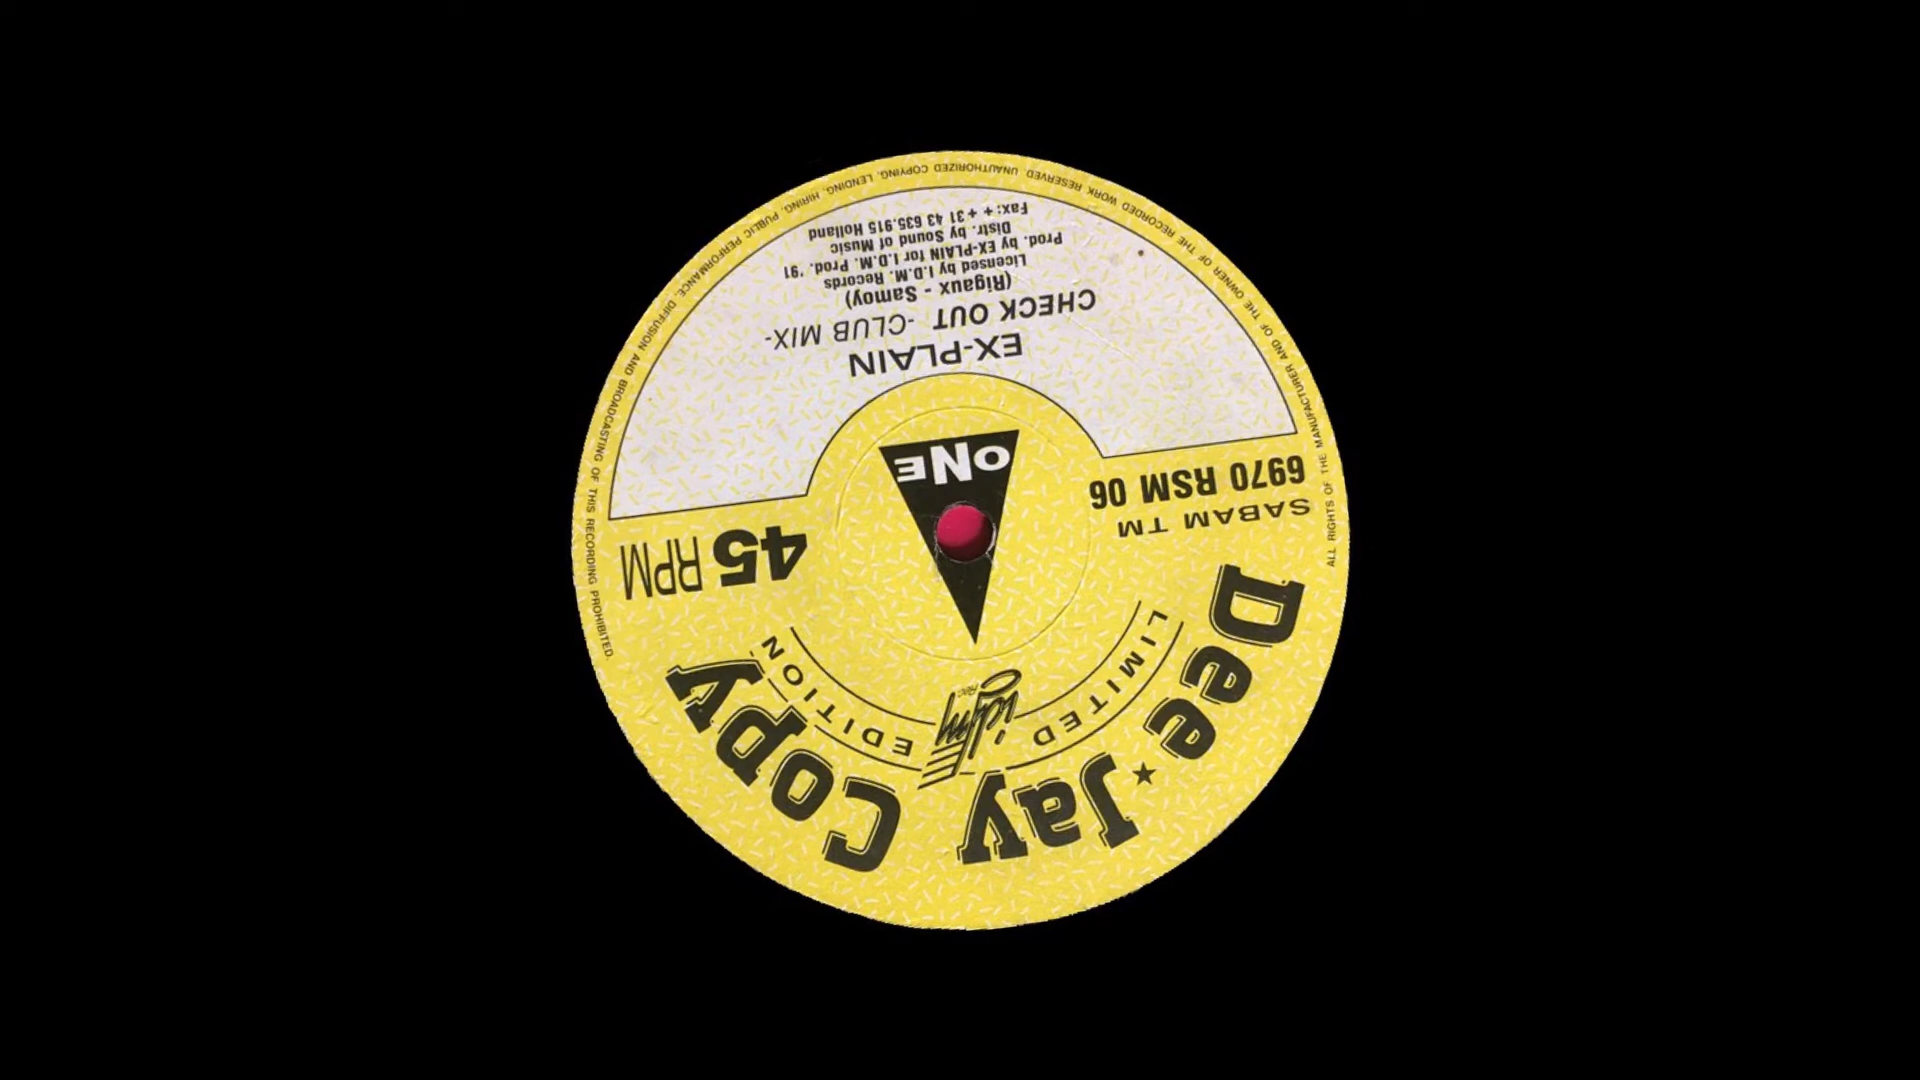 Dee★Jay Copy
LIMITED EDITION
idm
Rec.
SABAM TM
6970 RSM 06
45 RPM
ONE
EX-PLAIN
CHECK OUT -CLUB MIX-
(Rigaux - Samoy)
Licensed by I.D.M. Records
Prod. by EX-PLAIN for I.D.M. Prod. '91
Distr. by Sound of Music
Fax: + + 31 43 635.915 Holland
ALL RIGHTS OF THE MANUFACTURER AND OF THE OWNER OF THE RECORDED WORK RESERVED. UNAUTHORIZED COPYING, LENDING, HIRING, PUBLIC PERFORMANCE, DIFFUSION AND BROADCASTING OF THIS RECORDING PROHIBITED.